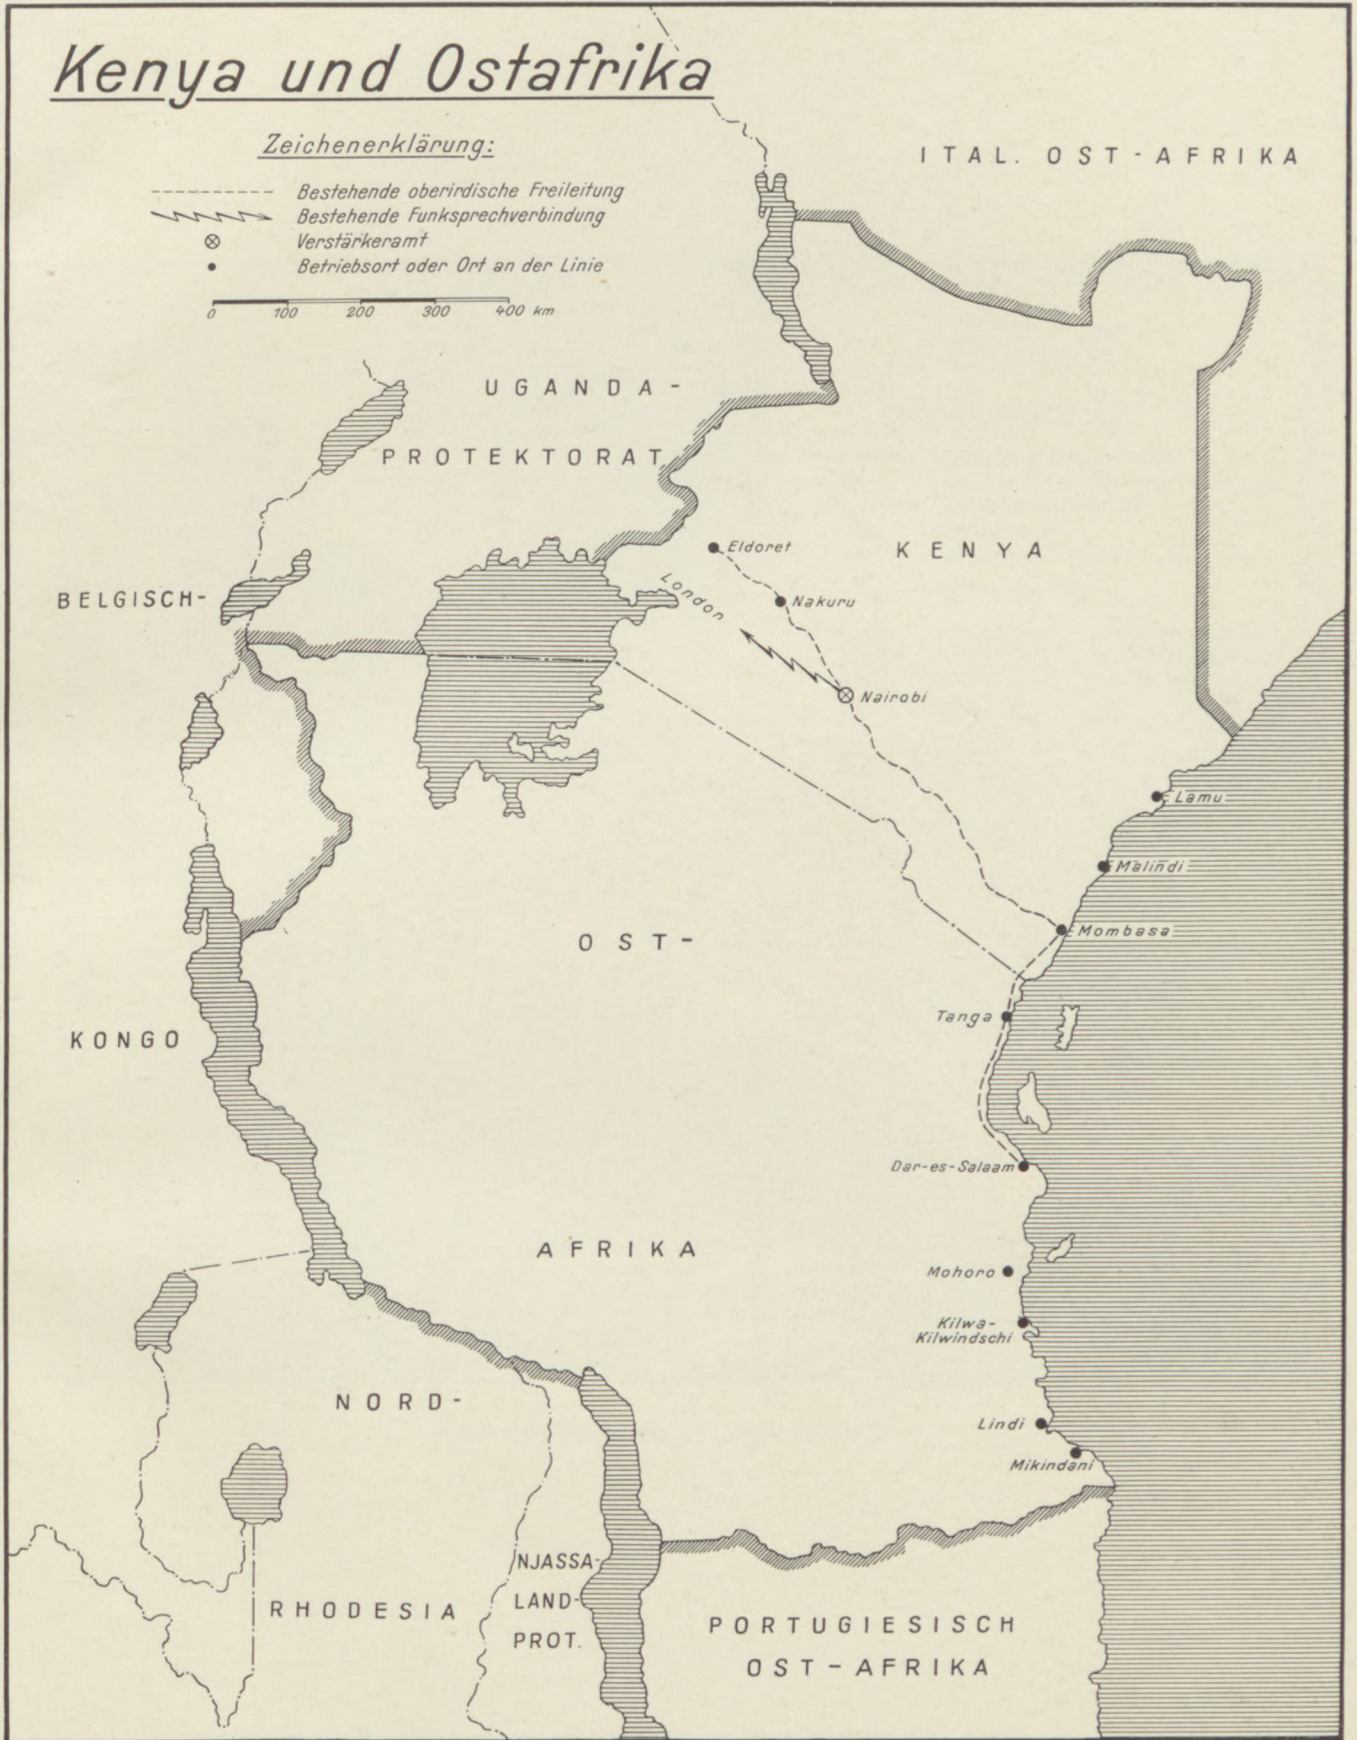 Kenya und Ostafrika
Zeichenerklärung:
Bestehende oberirdische Freileitung
Bestehende Funksprechverbindung
Verstärkeramt
Betriebsort oder Ort an der Linie
0 100 200 300 400 km
ITAL. OST-AFRIKA
UGANDA-
PROTEKTORAT
KENYA
Eldoret
London
Nakuru
BELGISCH-
Nairobi
Lamu
Malindi
Mombasa
OST-
Tanga
KONGO
Dar-es-Salaam
AFRIKA
Mohoro
Kilwa-
Kilwindschi
NORD-
Lindi
Mikindani
NJASSA-
LAND-
PROT.
RHODESIA
PORTUGIESISCH
OST-AFRIKA